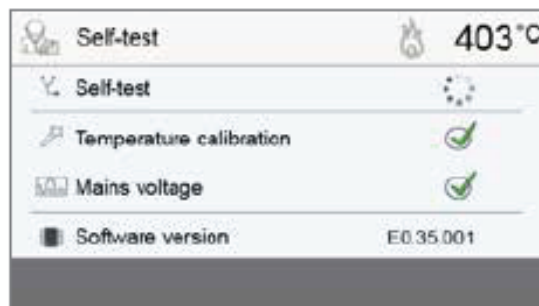 Self-test 403°C
Self-test
Temperature calibration
Mains voltage
Software version E0.35.001